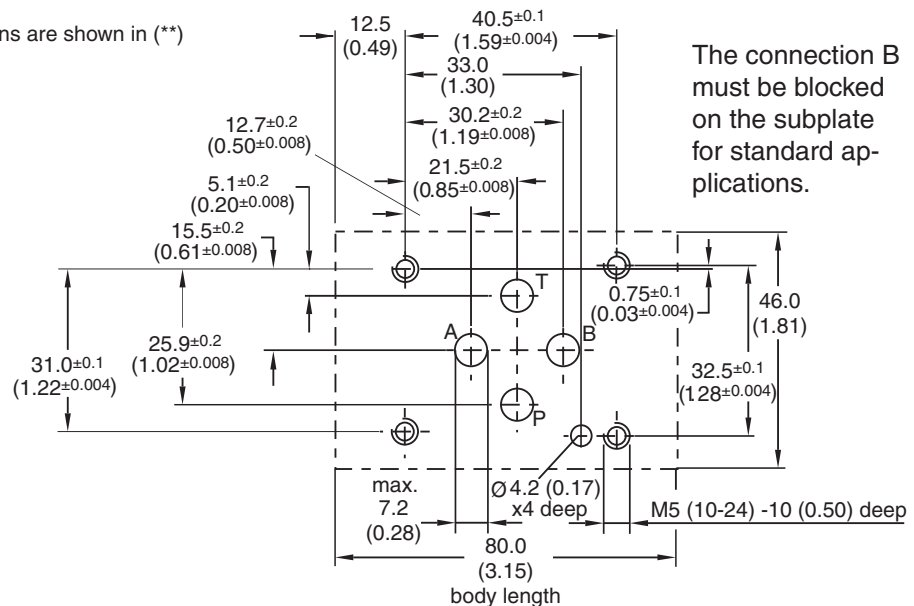 ns are shown in (**)
12.5
(0.49)
40.5±0.1
(1.59±0.004)
33.0
(1.30)
30.2±0.2
(1.19±0.008)
The connection B
must be blocked
on the subplate
for standard ap-
plications.
12.7±0.2
(0.50±0.008)
21.5±0.2
(0.85±0.008)
5.1±0.2
(0.20±0.008)
15.5±0.2
(0.61±0.008)
T
0.75±0.1
(0.03±0.004)
46.0
(1.81)
A
B
31.0±0.1
(1.22±0.004)
25.9±0.2
(1.02±0.008)
32.5±0.1
(1.28±0.004)
P
max.
7.2
(0.28)
Ø 4.2 (0.17)
x4 deep
M5 (10-24) -10 (0.50) deep
80.0
(3.15)
body length